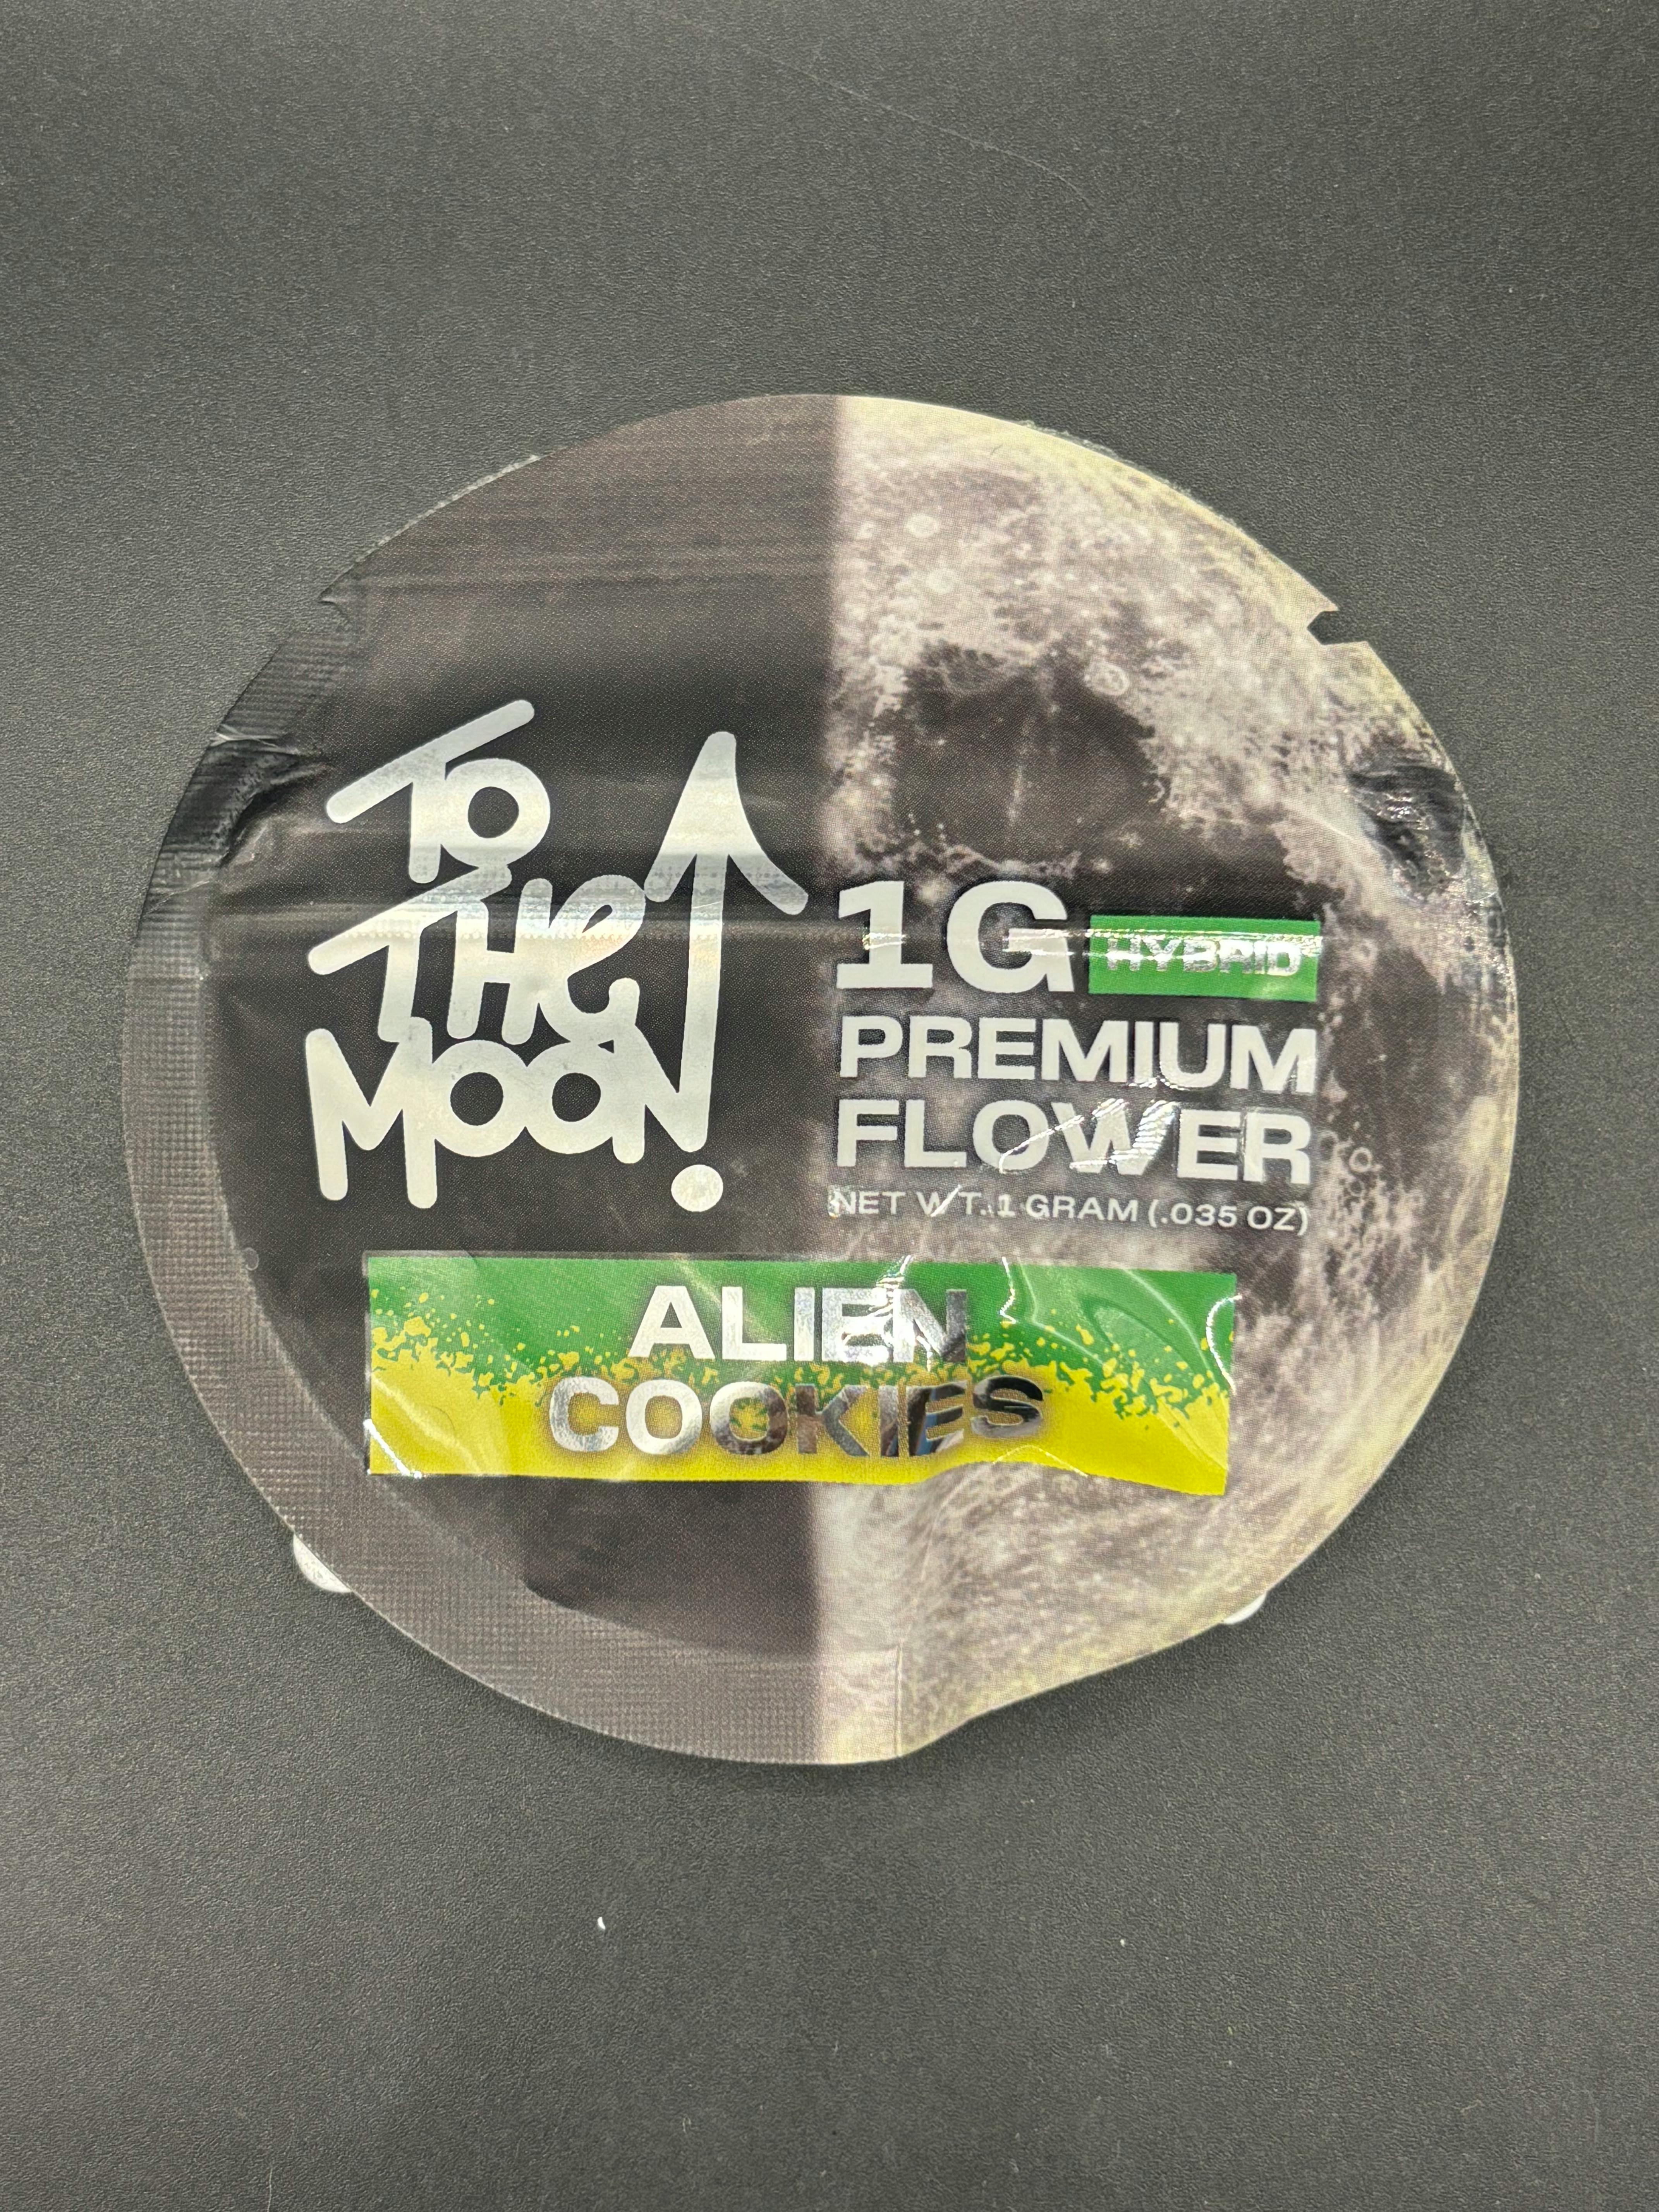 To
The
Moon!
1G HYBRID
PREMIUM
FLOWER
NET WT. 1 GRAM (.035 OZ)
ALIEN
COOKIES